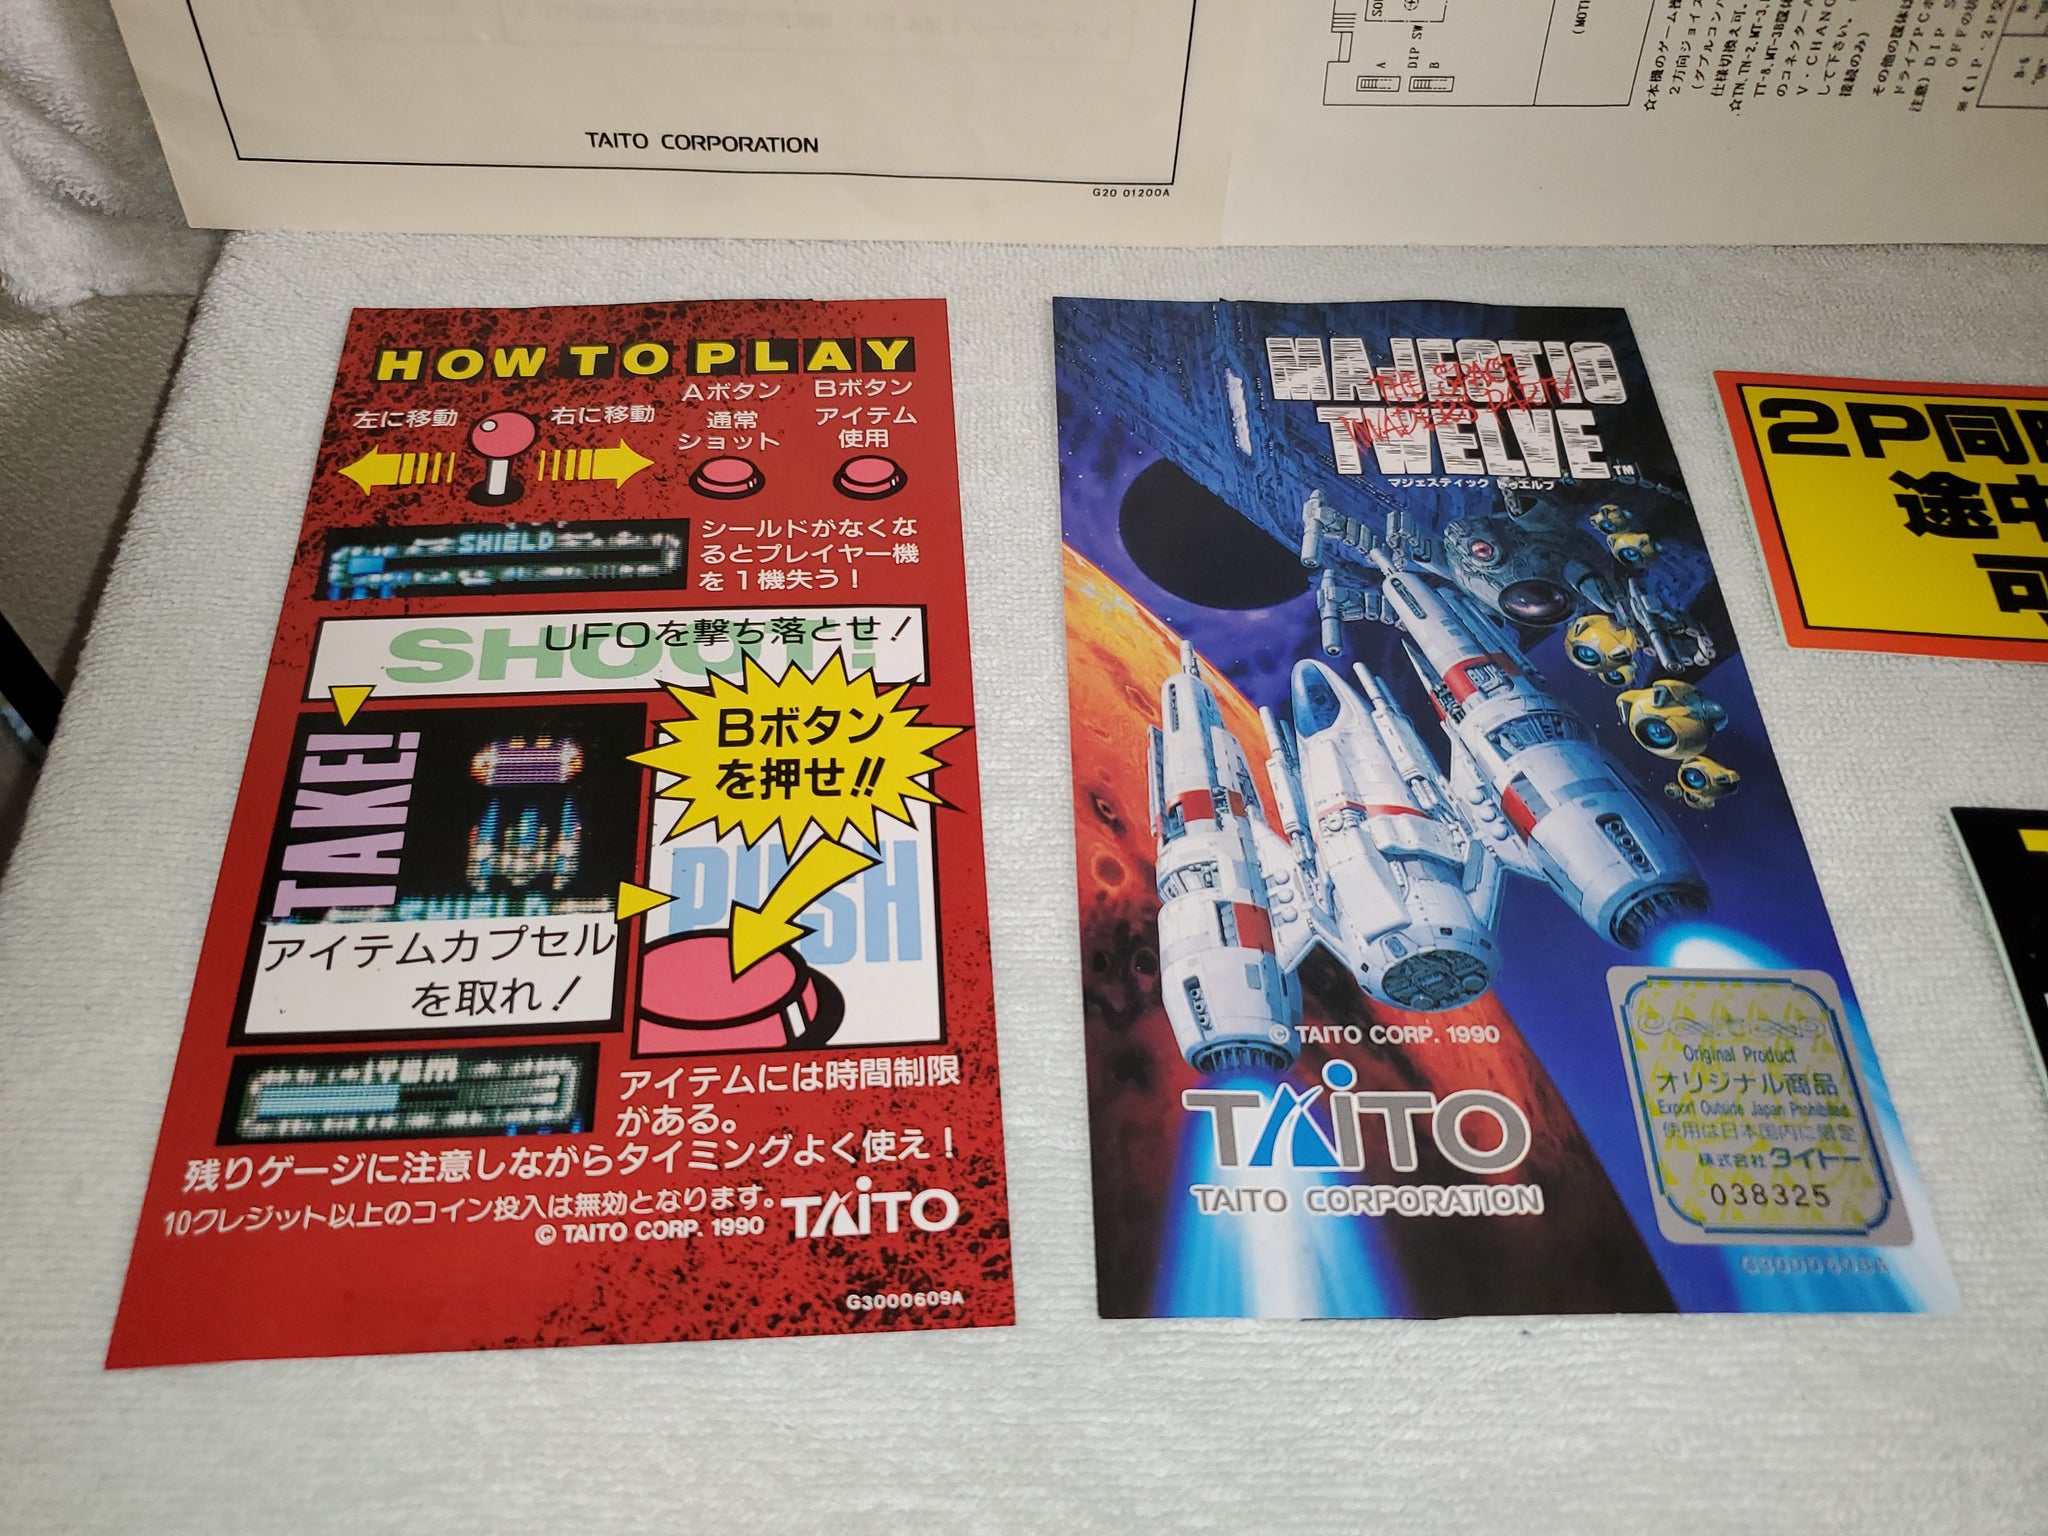 TAITO CORPORATION
G20 01200A
A
DIP SW
B
(MOT
HOW TO PLAY
左に移動
右に移動
Aボタン
通常
ショット
Bボタン
アイテム
使用
SHIELD
シールドがなくな
るとプレイヤー機
を1機失う!
SHOOT!
UFOを撃ち落とせ!
TAKE!
SHIELD
アイテムカプセル
を取れ!
Bボタン
を押せ!!
PUSH
iTEM
アイテムには時間制限
がある。
残りゲージに注意しながらタイミングよく使え!
10クレジット以上のコイン投入は無効となります。
© TAITO CORP. 1990
TAITO
G3000609A
MAJESTIC
TWELVE
TM
THE SPACE
INVADERS PART IV
マジェスティック トゥエルブ
© TAITO CORP. 1990
TAITO
TAITO CORPORATION
Original Product
オリジナル商品
Export Outside Japan Prohibited
使用は日本国内に限定
株式会社タイトー
038325
2P同
途中
可